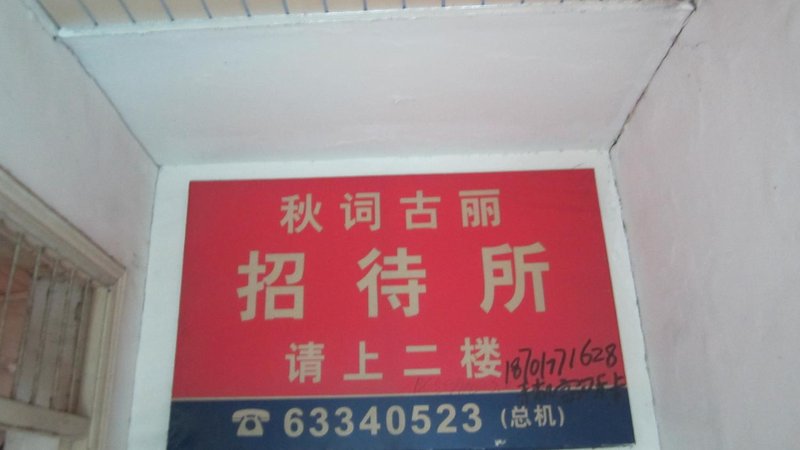 秋词古丽
招待所
请上二楼
18701771628
☎ 63340523 (总机)